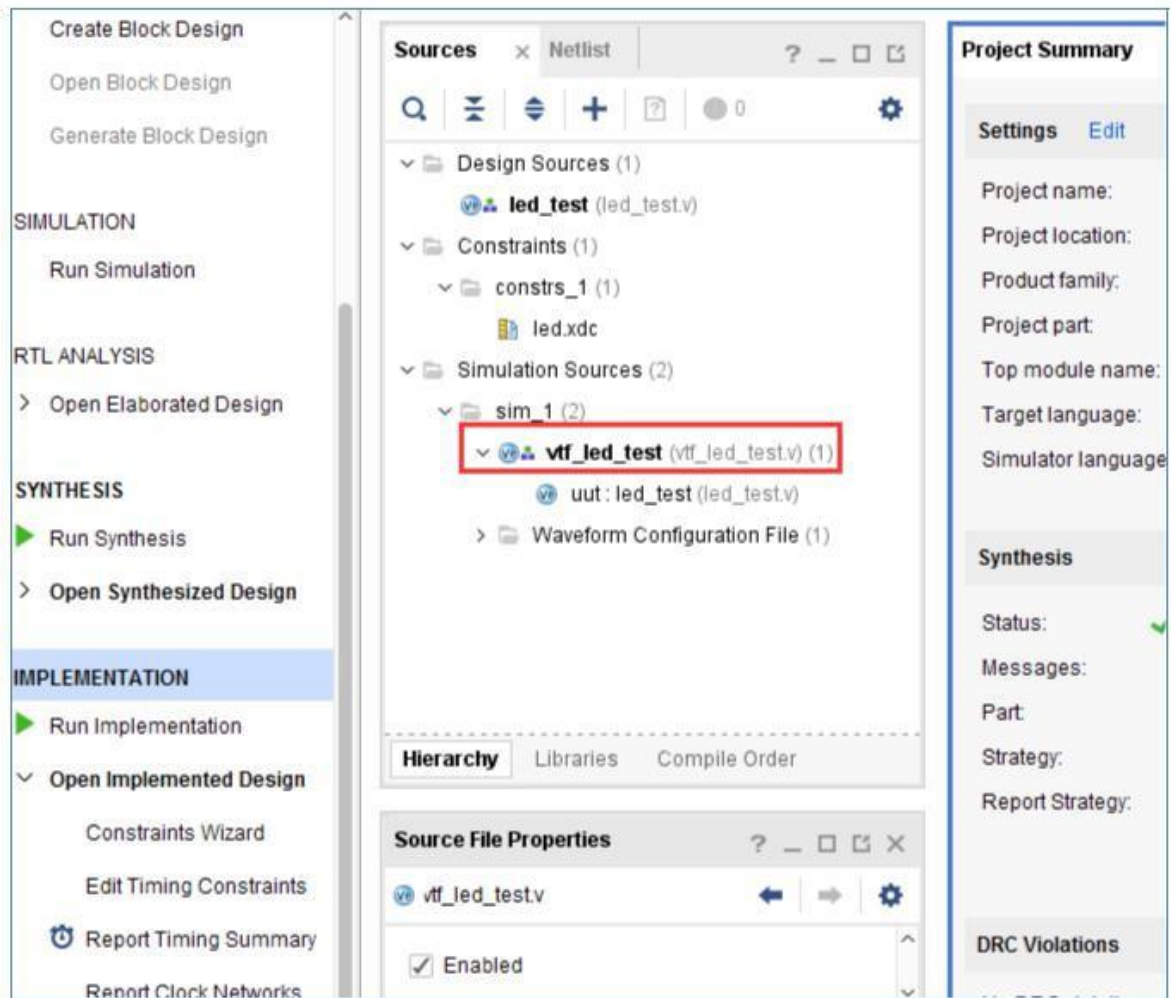 Create Block Design
Open Block Design
Generate Block Design
SIMULATION
Run Simulation
RTL ANALYSIS
Open Elaborated Design
SYNTHESIS
Run Synthesis
Open Synthesized Design
IMPLEMENTATION
Run Implementation
Open Implemented Design
Constraints Wizard
Edit Timing Constraints
Report Timing Summary
Report Clock Networks
Sources × Netlist ?
0
Design Sources (1)
led_test (led_test.v)
Constraints (1)
constrs_1 (1)
led.xdc
Simulation Sources (2)
sim_1 (2)
vtf_led_test (vtf_led_test.v) (1)
uut : led_test (led_test.v)
Waveform Configuration File (1)
Hierarchy Libraries Compile Order
Source File Properties ?
vtf_led_test.v
Enabled
Project Summary
Settings Edit
Project name:
Project location:
Product family:
Project part:
Top module name:
Target language:
Simulator language
Synthesis
Status:
Messages:
Part:
Strategy:
Report Strategy:
DRC Violations